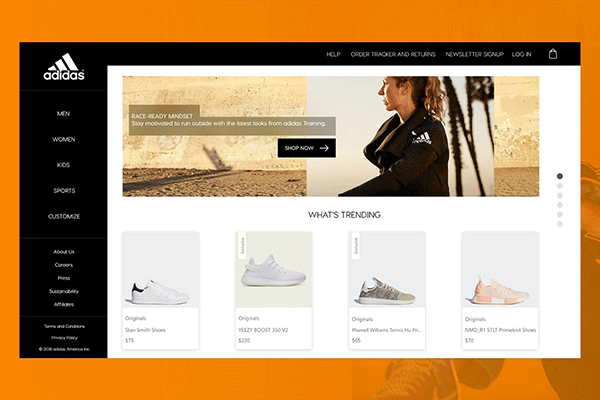 HELP
ORDER TRACKER AND RETURNS
NEWSLETTER SIGNUP
LOG IN
adidas
MEN
WOMEN
KIDS
SPORTS
CUSTOMIZE
About Us
Careers
Press
Sustainability
Affiliates
Terms and Conditions
Privacy Policy
© 2018 adidas America Inc.
RACE-READY MINDSET
Stay motivated to run outside with the latest looks from adidas Training.
SHOP NOW
adidas
WHAT'S TRENDING
Originals
Stan Smith Shoes
$75
Exclusive
Originals
YEEZY BOOST 350 V2
$220
Exclusive
Originals
Pharrell Williams Tennis Hu Pri...
$65
Originals
NMD_R1 STLT Primeknit Shoes
$70